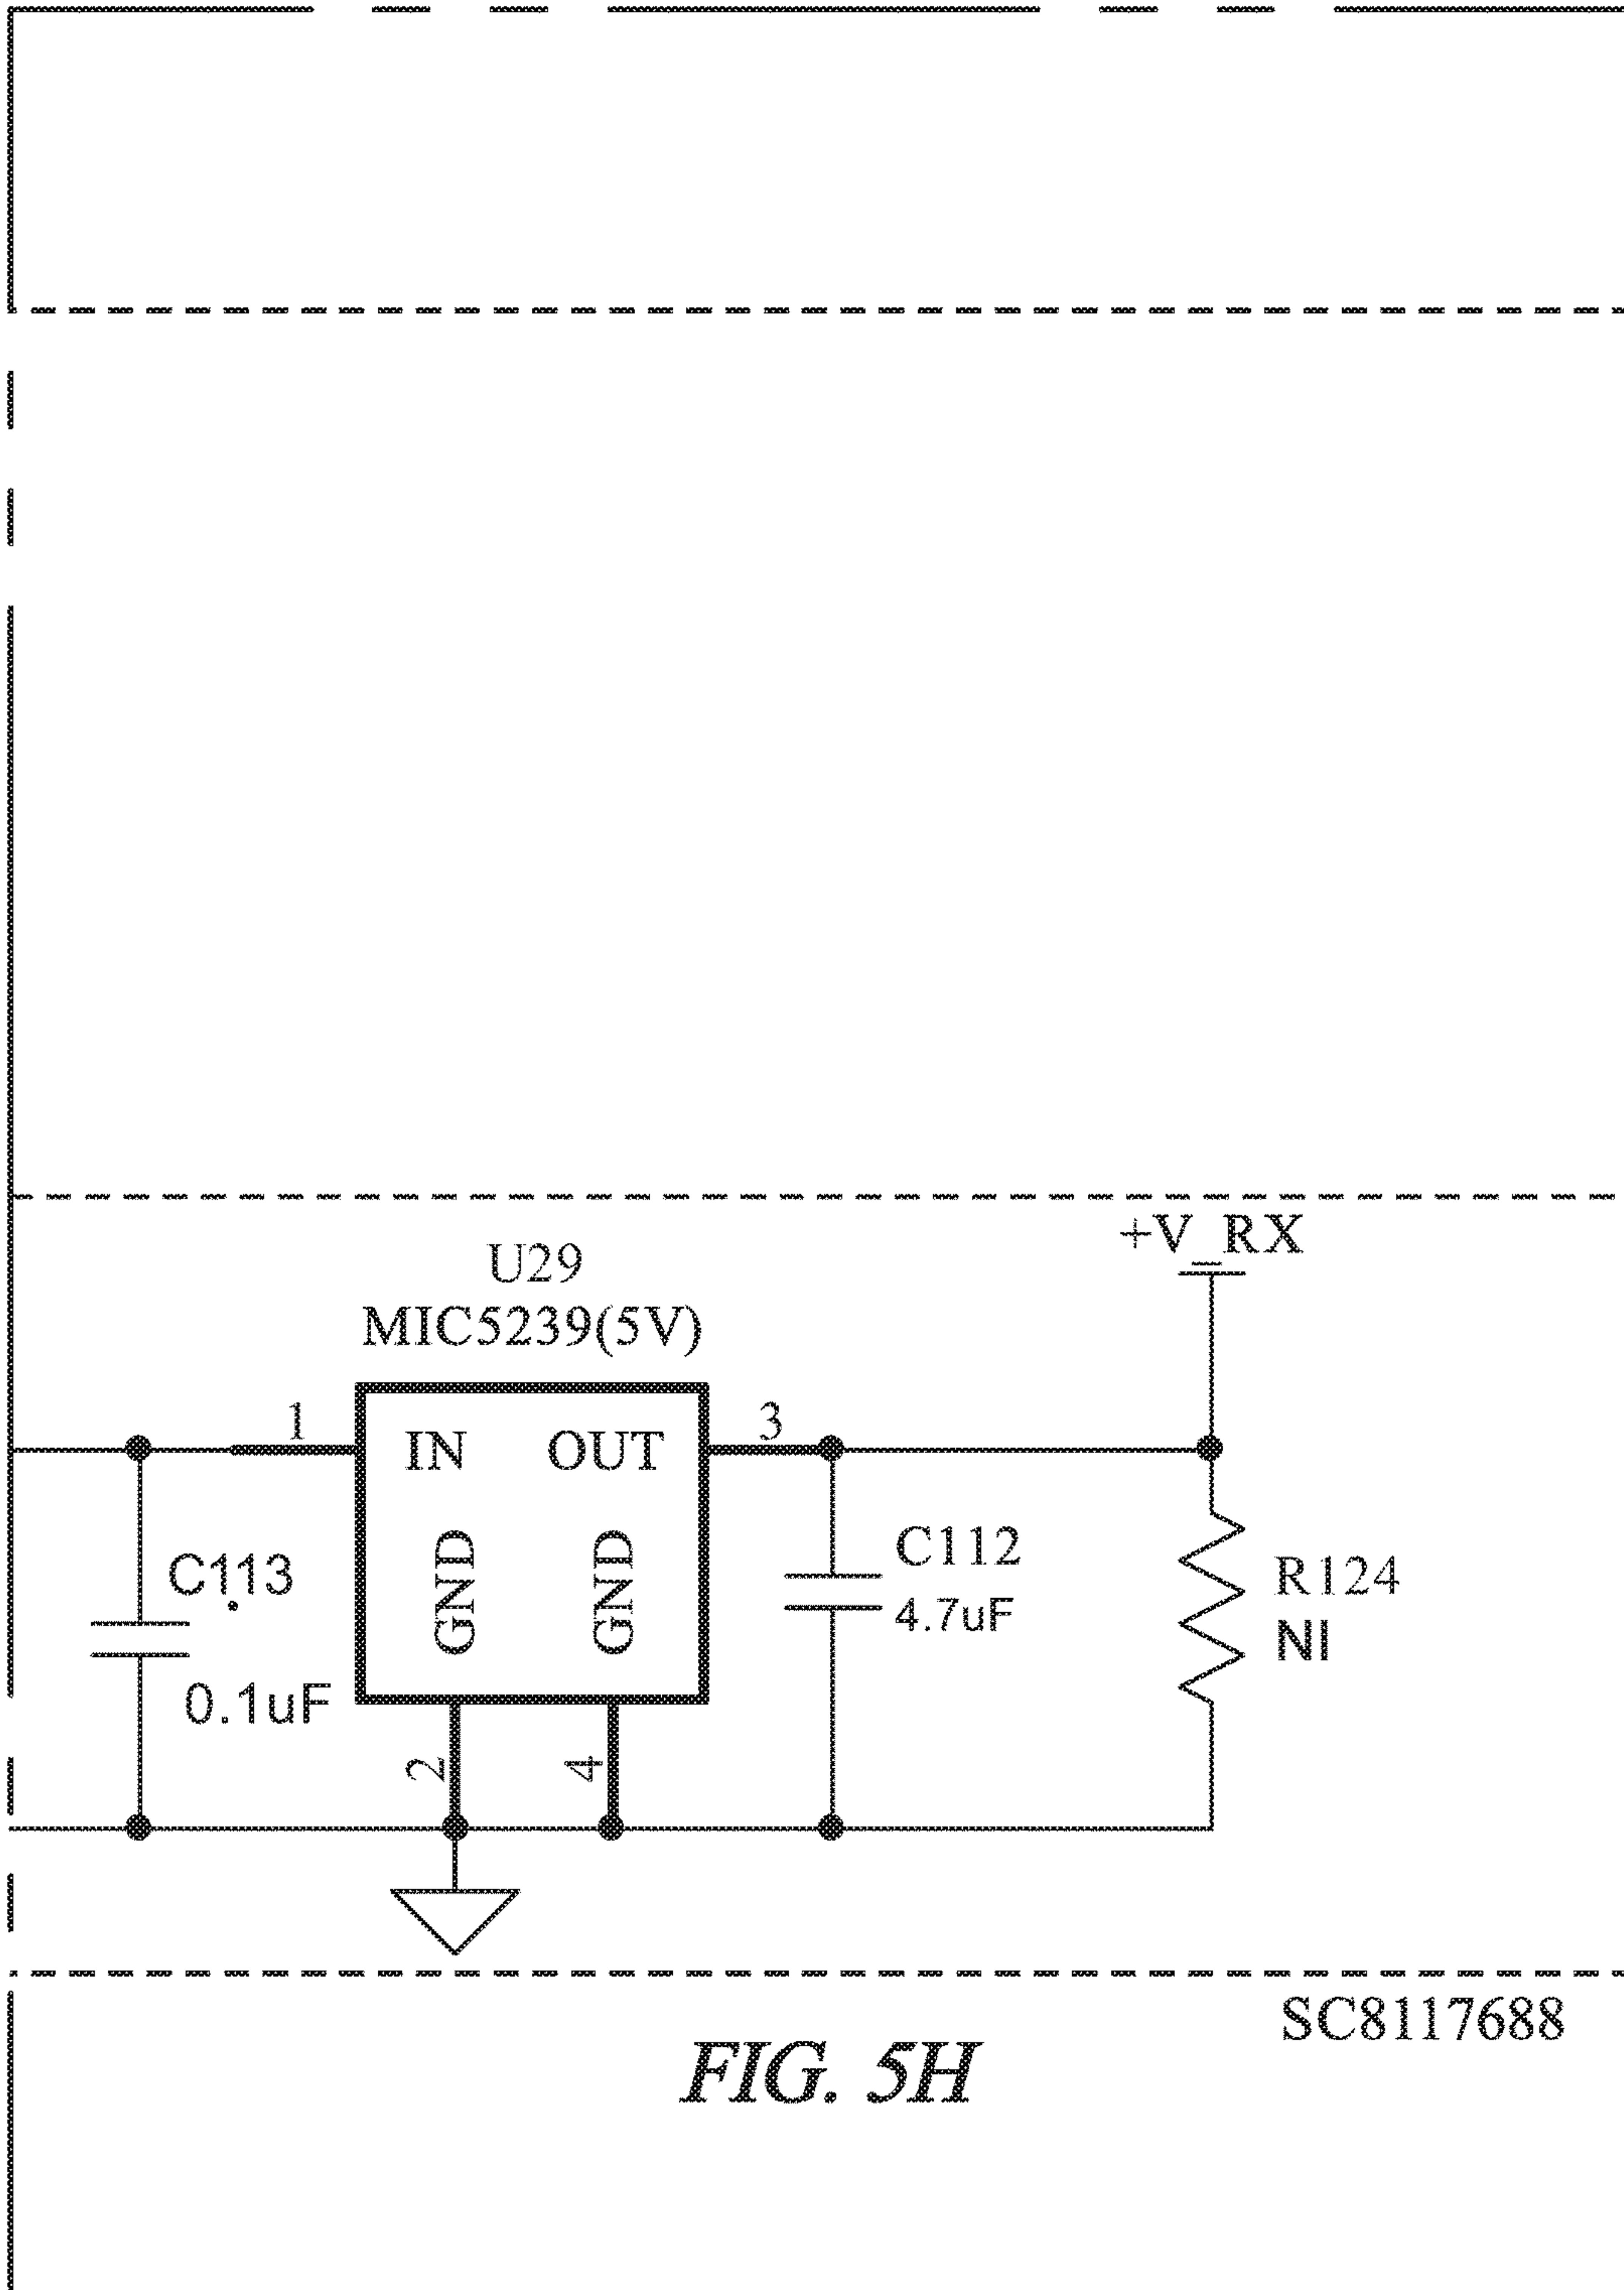 +V_RX
U29
MIC5239(5V)
1
3
IN
OUT
GND
GND
C113
0.1uF
C112
4.7uF
R124
NI
2
4
SC8117688
FIG. 5H